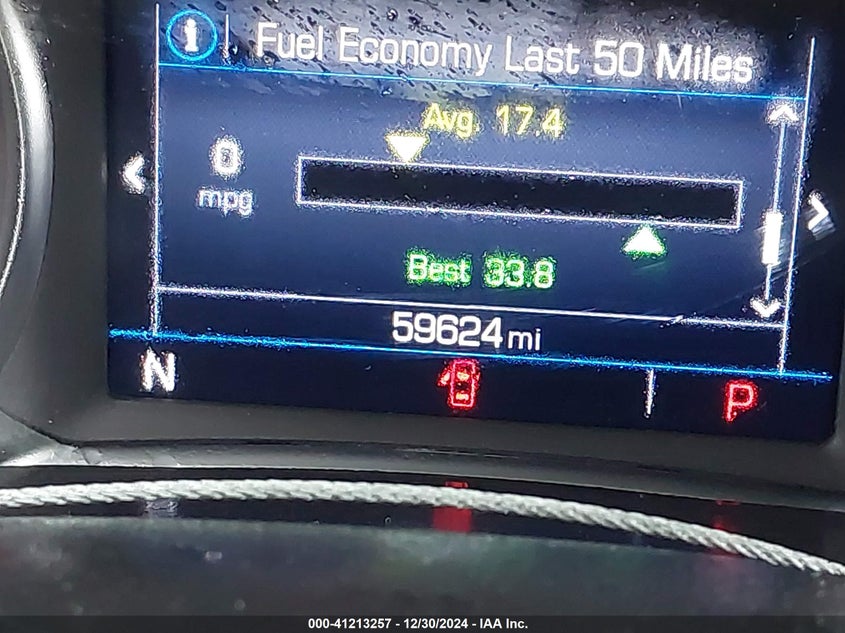 i Fuel Economy Last 50 Miles
Avg 17.4
0
mpg
Best 33.8
59624 mi
N P
000-41213257 - 12/30/2024 - IAA Inc.